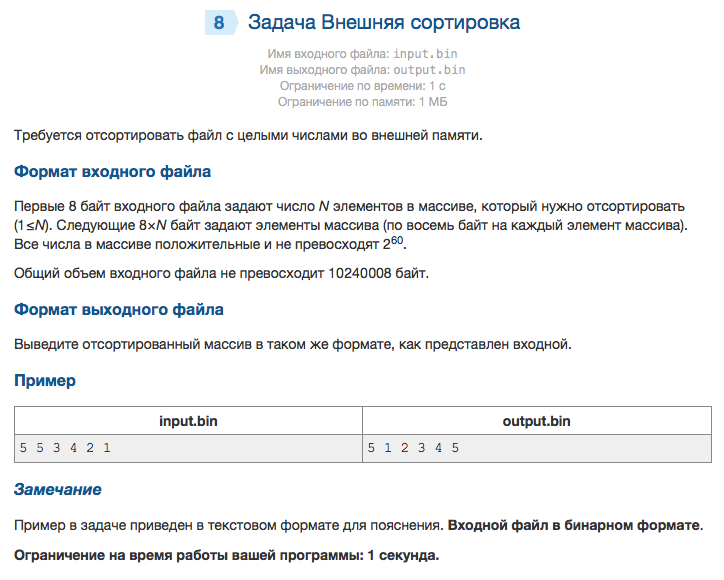 8 Задача Внешняя сортировка
Имя входного файла: input.bin
Имя выходного файла: output.bin
Ограничение по времени: 1 с
Ограничение по памяти: 1 МБ
Требуется отсортировать файл с целыми числами во внешней памяти.
Формат входного файла
Первые 8 байт входного файла задают число N элементов в массиве, который нужно отсортировать
(1≤N). Следующие 8×N байт задают элементы массива (по восемь байт на каждый элемент массива).
Все числа в массиве положительные и не превосходят 2⁶⁰.
Общий объем входного файла не превосходит 10240008 байт.
Формат выходного файла
Выведите отсортированный массив в таком же формате, как представлен входной.
Пример
input.bin output.bin
5 5 3 4 2 1 5 1 2 3 4 5
Замечание
Пример в задаче приведен в текстовом формате для пояснения. Входной файл в бинарном формате.
Ограничение на время работы вашей программы: 1 секунда.